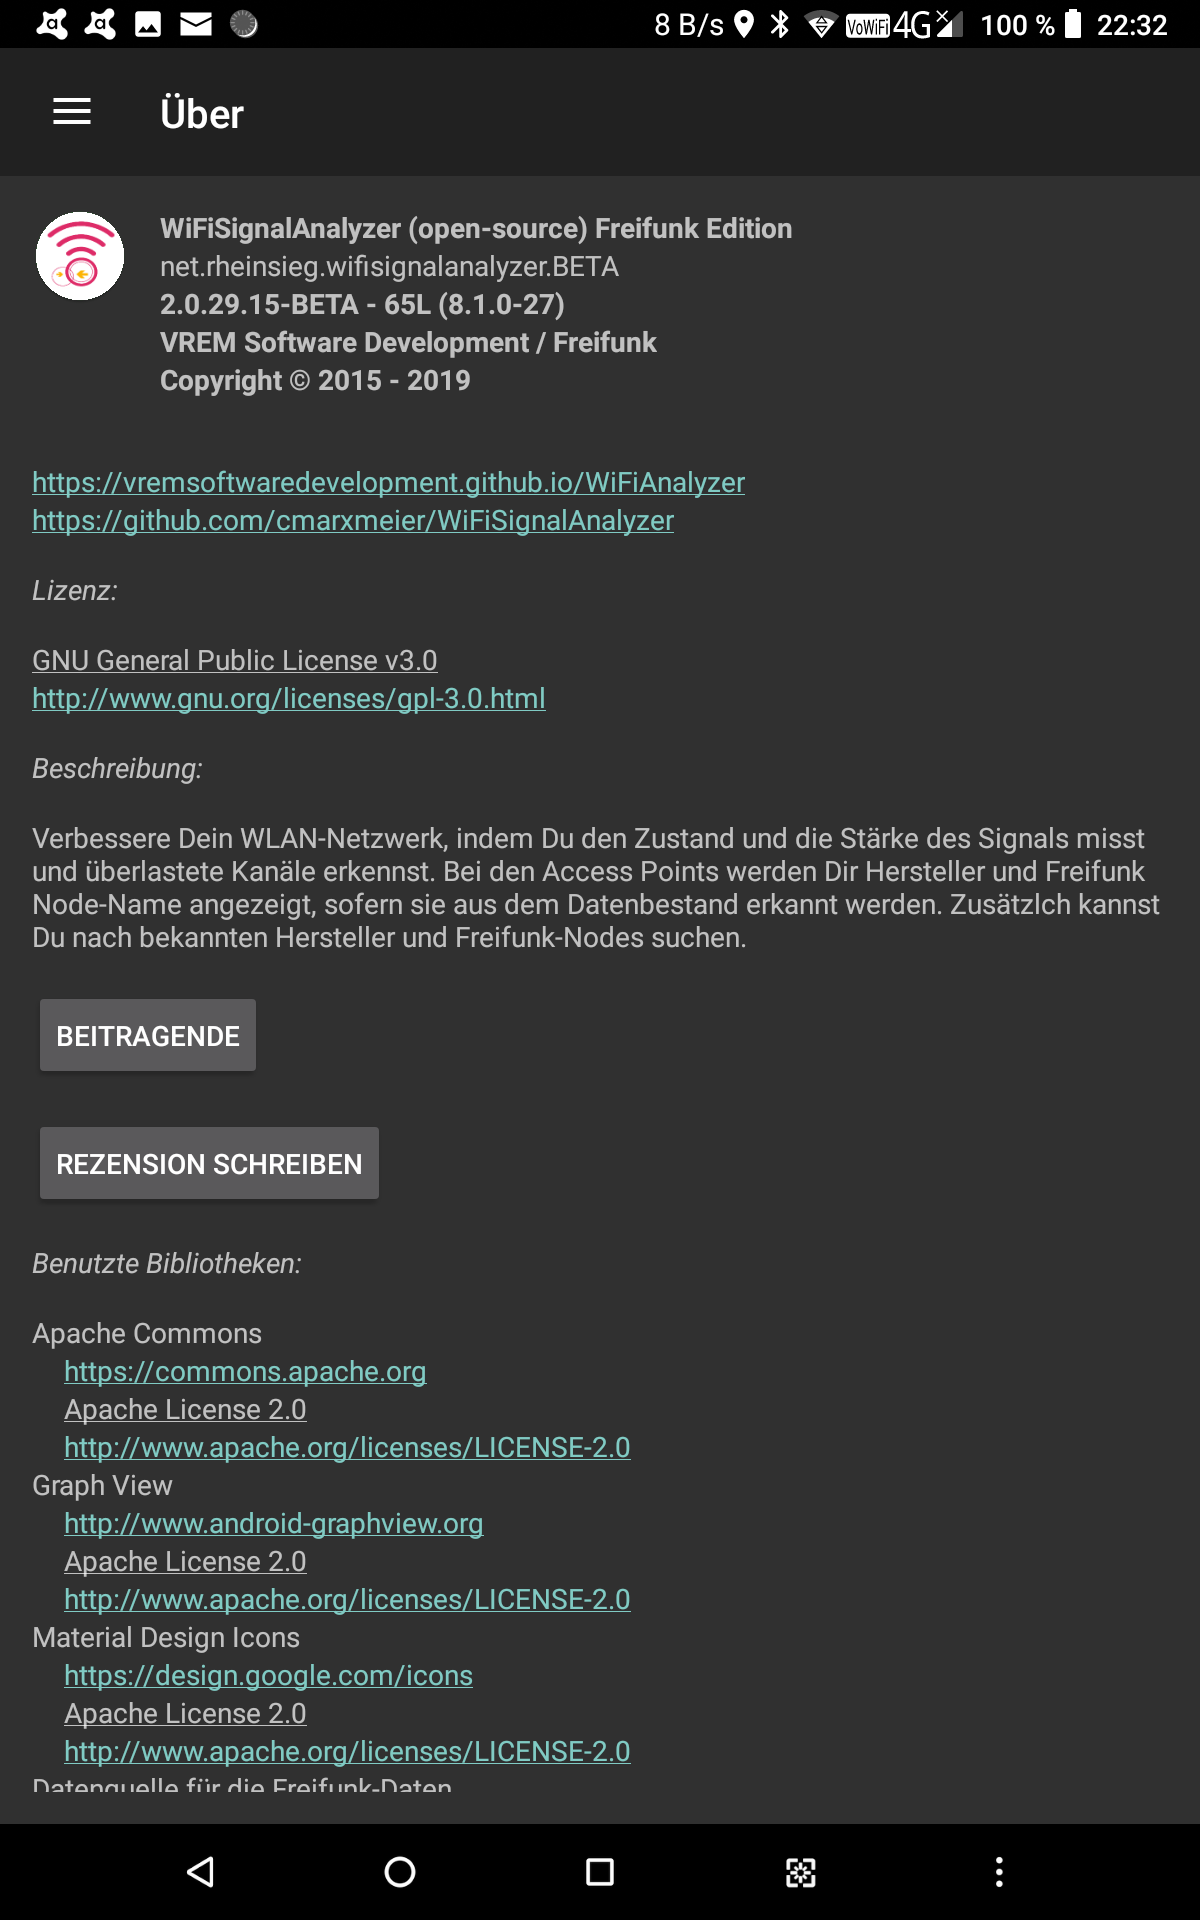 8 B/s VoWiFi 4G 100 % 22:32
Über
WiFiSignalAnalyzer (open-source) Freifunk Edition
net.rheinsieg.wifisignalanalyzer.BETA
2.0.29.15-BETA - 65L (8.1.0-27)
VREM Software Development / Freifunk
Copyright © 2015 - 2019
https://vremsoftwaredevelopment.github.io/WiFiAnalyzer
https://github.com/cmarxmeier/WiFiSignalAnalyzer
Lizenz:
GNU General Public License v3.0
http://www.gnu.org/licenses/gpl-3.0.html
Beschreibung:
Verbessere Dein WLAN-Netzwerk, indem Du den Zustand und die Stärke des Signals misst
und überlastete Kanäle erkennst. Bei den Access Points werden Dir Hersteller und Freifunk
Node-Name angezeigt, sofern sie aus dem Datenbestand erkannt werden. Zusätzlch kannst
Du nach bekannten Hersteller und Freifunk-Nodes suchen.
BEITRAGENDE
REZENSION SCHREIBEN
Benutzte Bibliotheken:
Apache Commons
https://commons.apache.org
Apache License 2.0
http://www.apache.org/licenses/LICENSE-2.0
Graph View
http://www.android-graphview.org
Apache License 2.0
http://www.apache.org/licenses/LICENSE-2.0
Material Design Icons
https://design.google.com/icons
Apache License 2.0
http://www.apache.org/licenses/LICENSE-2.0
Datenquelle für die Freifunk-Daten